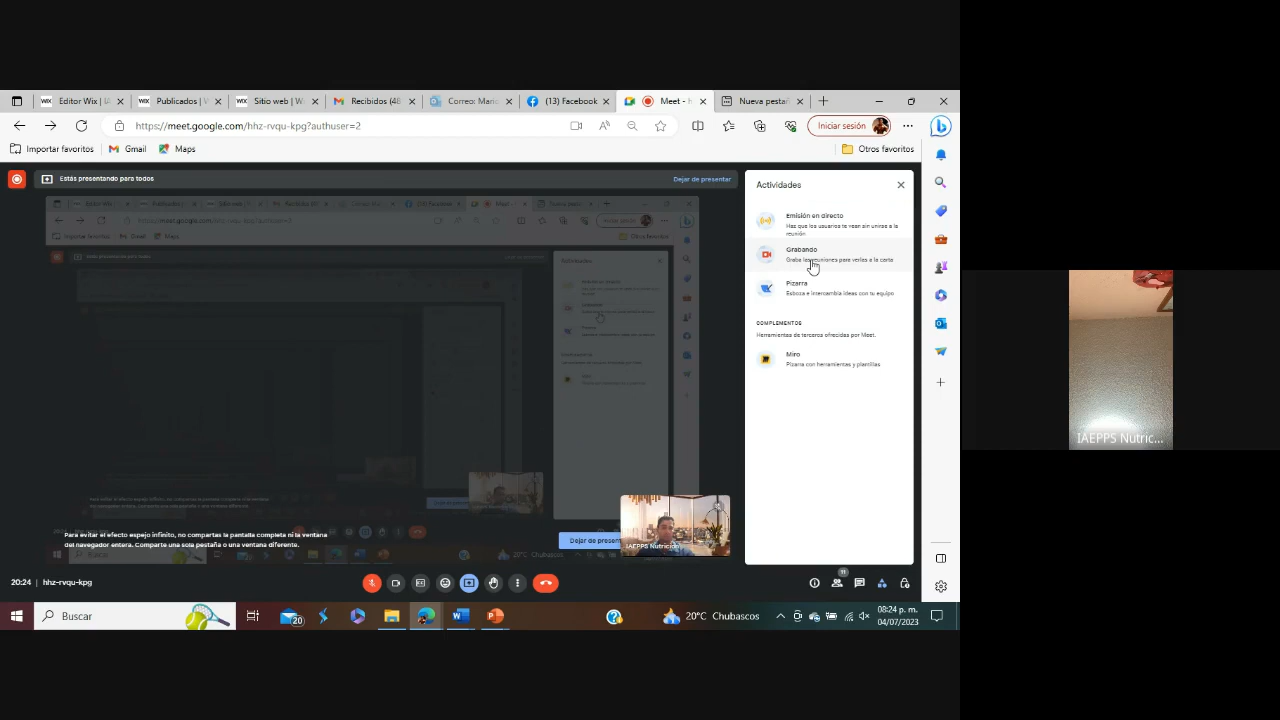 Editor Wix | I
Publicados | W
Sitio web | W
Recibidos (48
Correo: Mario
(13) Facebook
Meet - h
Nueva pestañ
https://meet.google.com/hhz-rvqu-kpg?authuser=2
Iniciar sesión
Importar favoritos
Gmail
Maps
Otros favoritos
Estás presentando para todos
Dejar de presentar
Actividades
Emisión en directo
Haz que los usuarios te vean sin unirse a la
reunión
Grabando
Graba las reuniones para verlas a la carta
Pizarra
Esboza e intercambia ideas con tu equipo
COMPLEMENTOS
Herramientas de terceros ofrecidas por Meet.
Miro
Pizarra con herramientas y plantillas
Para evitar el efecto espejo infinito, no compartas la pantalla completa ni la ventana
del navegador entera. Comparte una sola pestaña o una ventana diferente.
Dejar de present
IAEPPS Nutrición
IAEPPS Nutric...
20:24 | hhz-rvqu-kpg
11
Buscar
20
20°C Chubascos
08:24 p. m.
04/07/2023